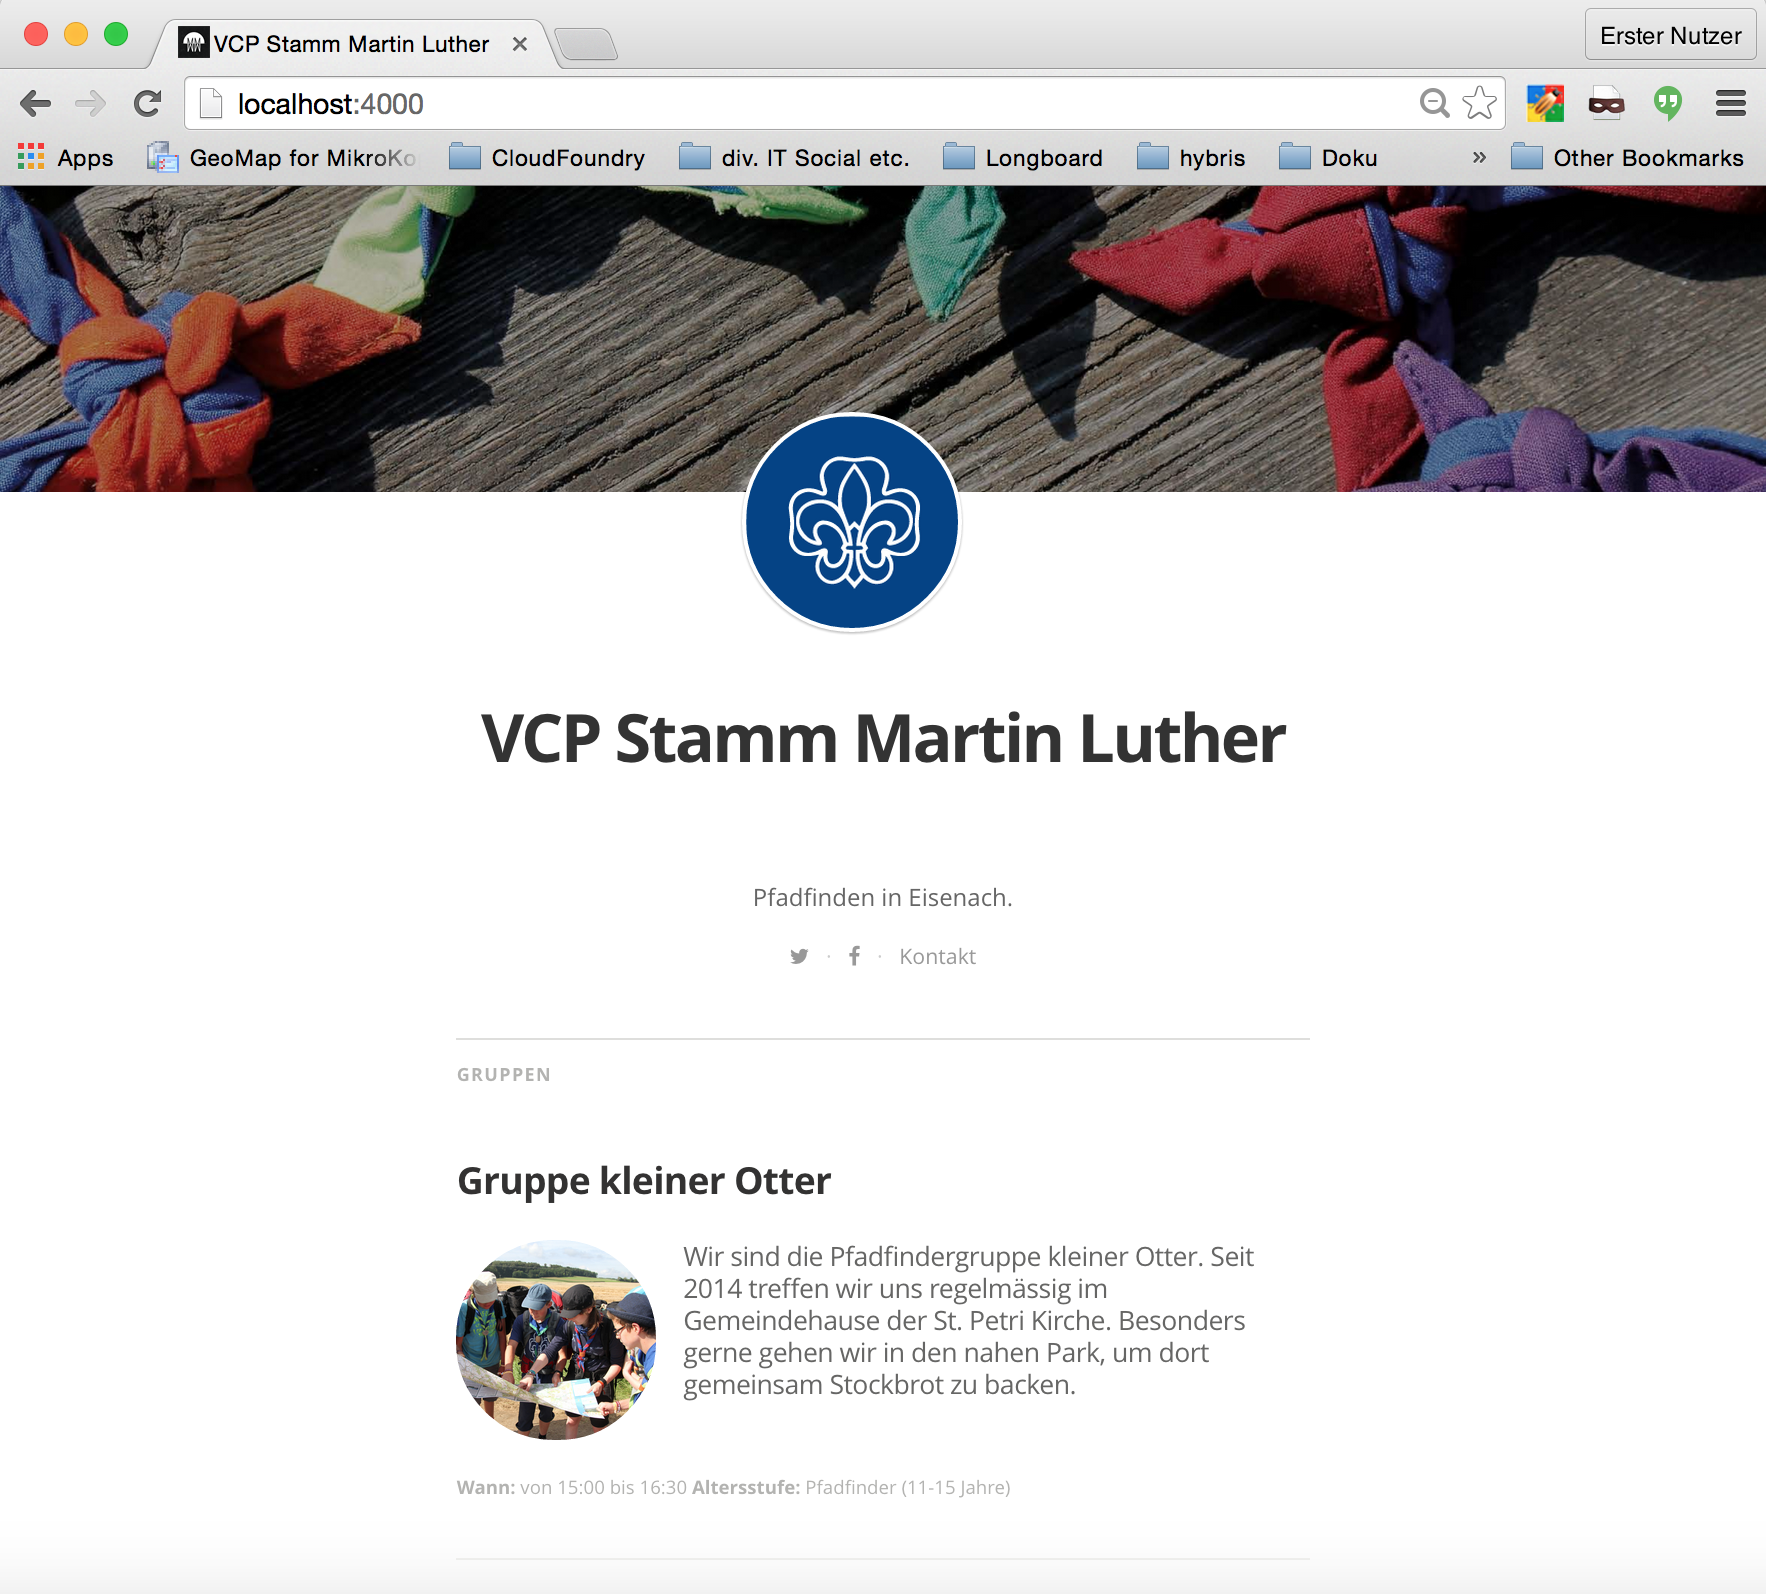 VCP Stamm Martin Luther
Erster Nutzer
localhost:4000
Apps GeoMap for MikroKo CloudFoundry div. IT Social etc. Longboard hybris Doku » Other Bookmarks
VCP Stamm Martin Luther
Pfadfinden in Eisenach.
· · Kontakt
GRUPPEN
Gruppe kleiner Otter
Wir sind die Pfadfindergruppe kleiner Otter. Seit
2014 treffen wir uns regelmässig im
Gemeindehause der St. Petri Kirche. Besonders
gerne gehen wir in den nahen Park, um dort
gemeinsam Stockbrot zu backen.
Wann: von 15:00 bis 16:30 Altersstufe: Pfadfinder (11-15 Jahre)